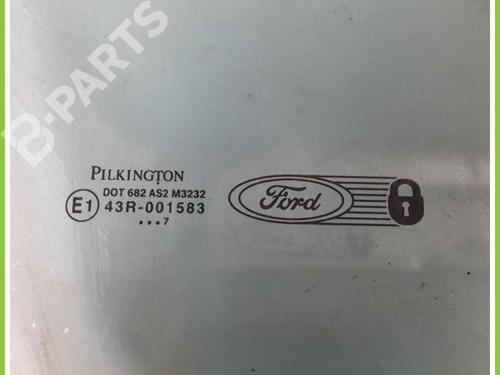 B-PARTS
PILKINGTON
DOT 682 AS2 M3232
E1 43R-001583
...7
Ford